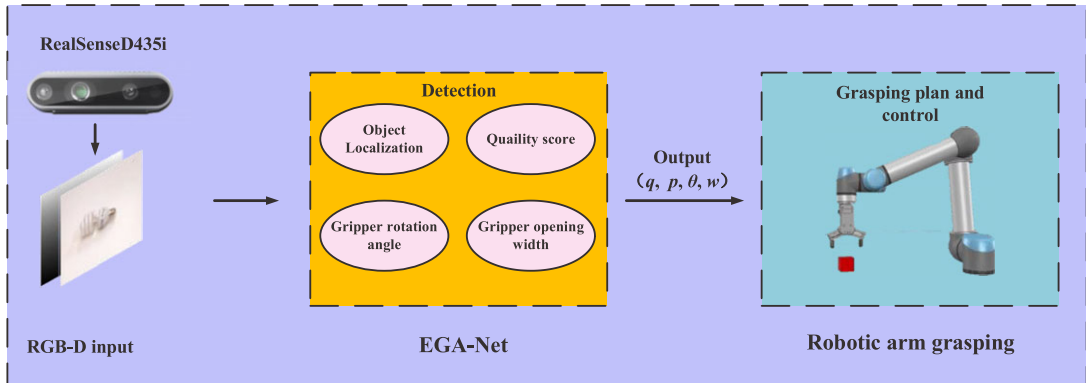 RealSenseD435i
RGB-D input
Detection
Object
Localization
Quaility score
Gripper rotation
angle
Gripper opening
width
EGA-Net
Output
(q, p, θ, w)
Grasping plan and
control
Robotic arm grasping